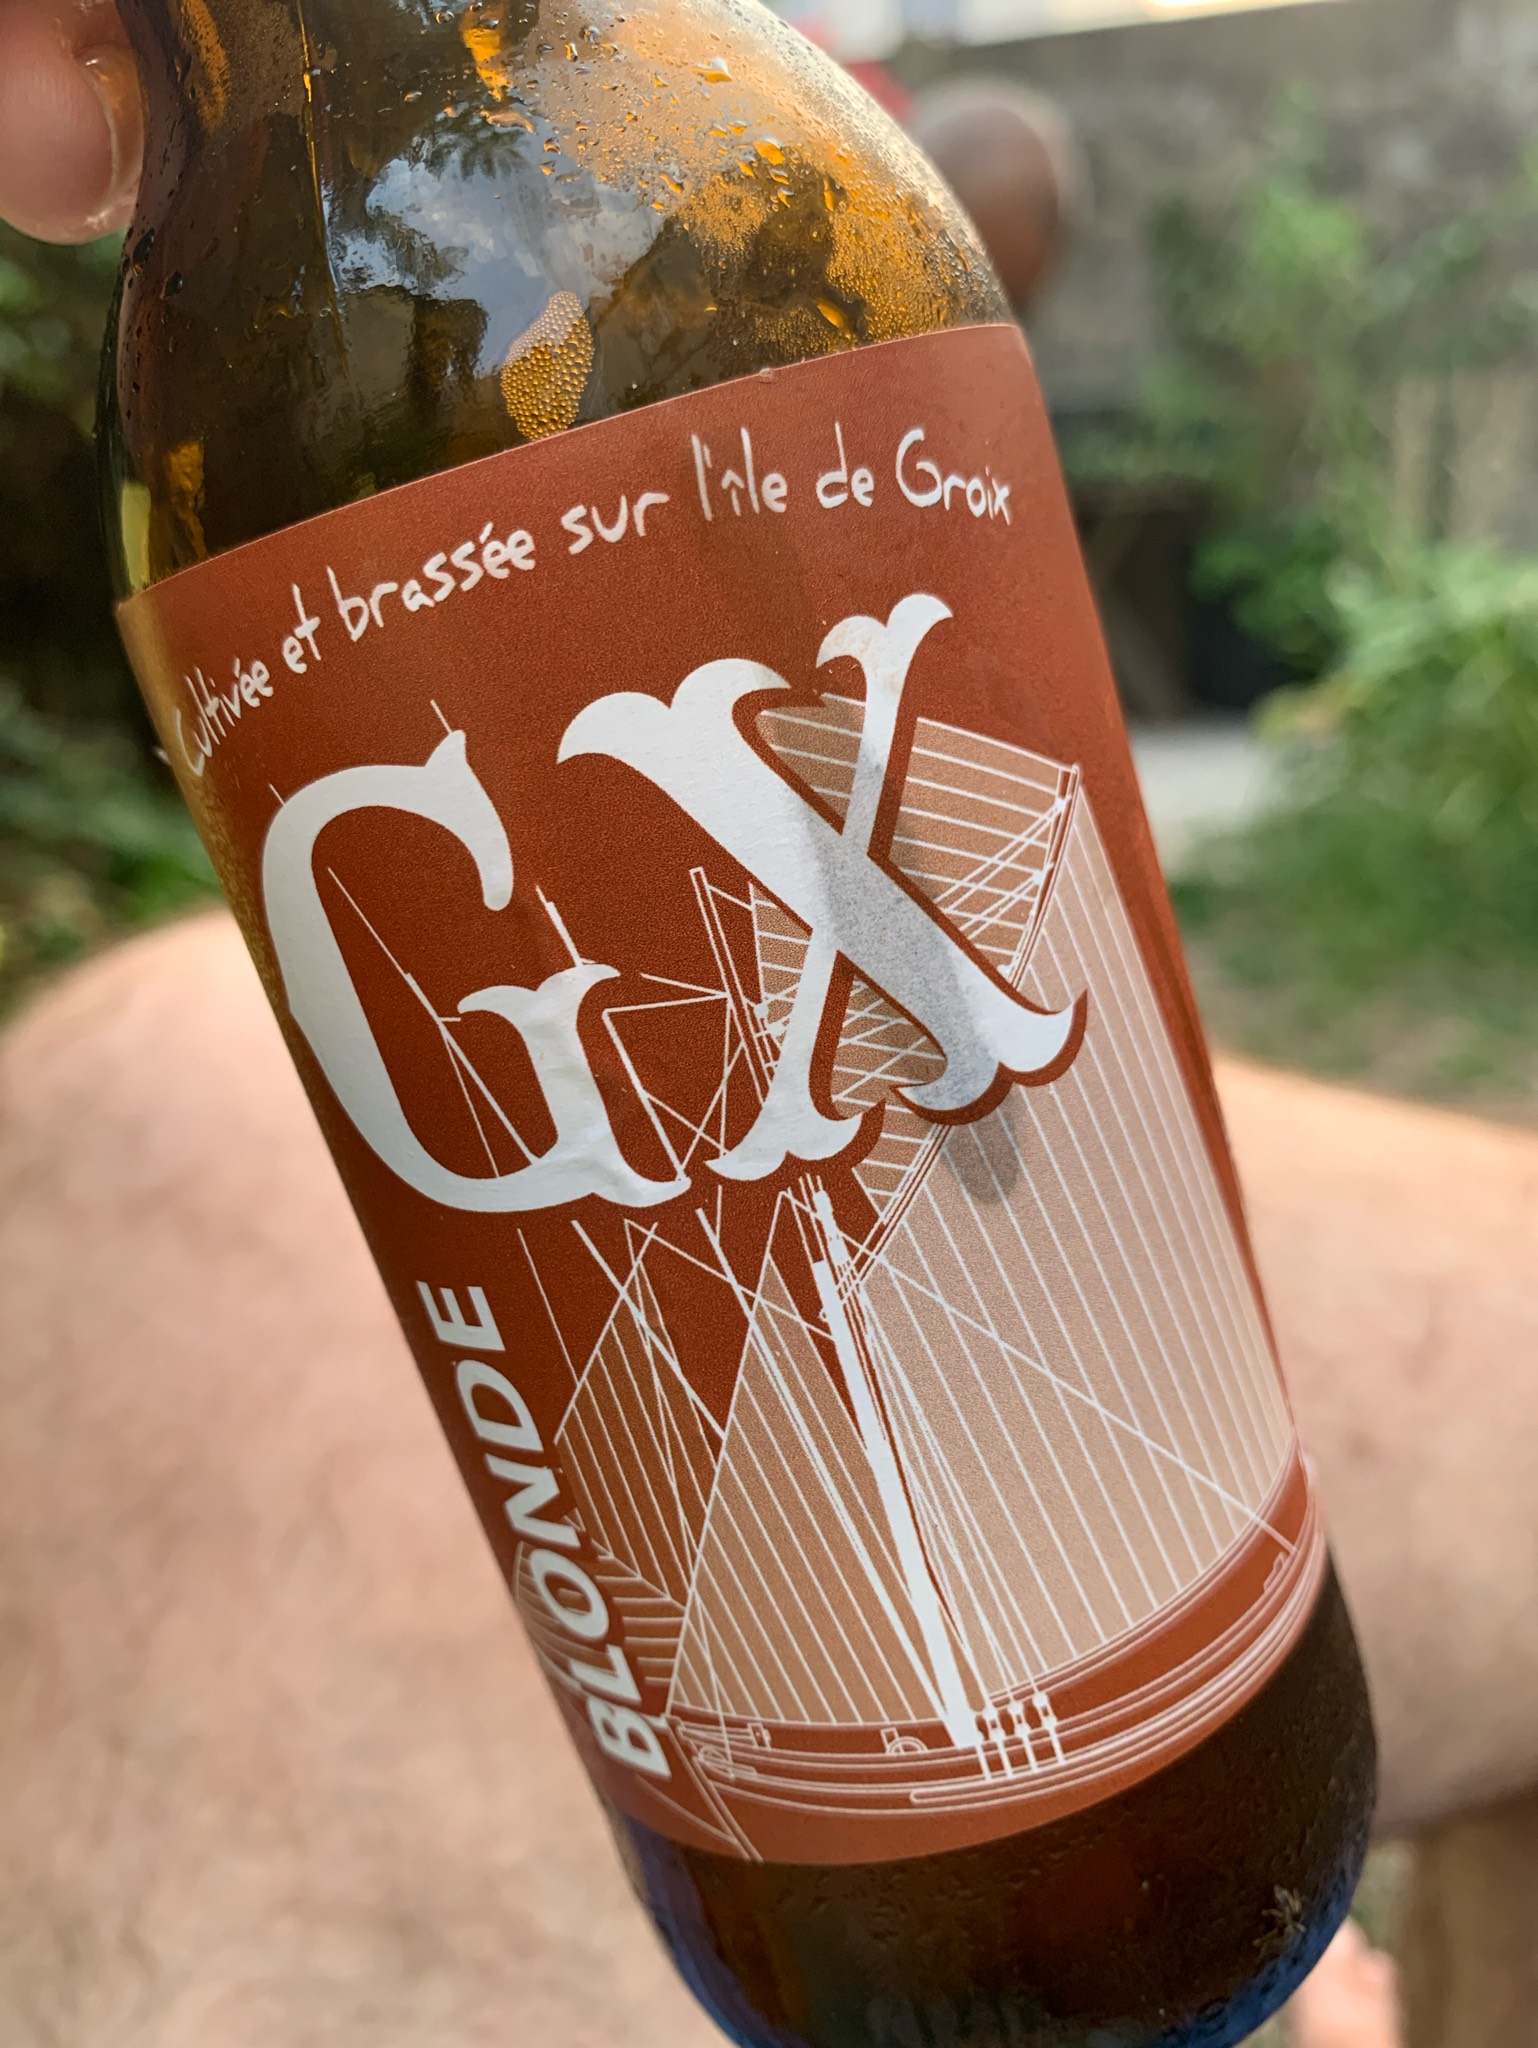 Cultivée et brassée sur l'île de Groix
GX
BLONDE